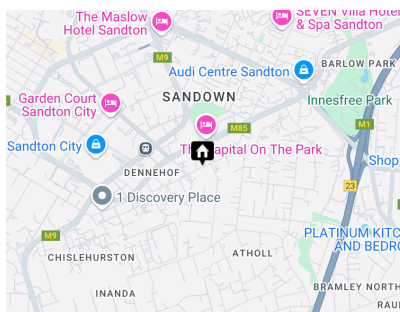 The Maslow
Hotel Sandton
SEVEN Villa Hote
& Spa Sandton
M9
Audi Centre Sandton
BARLOW PARK
Garden Court
Sandton City
SANDOWN
Innesfree Park
M85
M1
Sandton City
The Capital On The Park
Shop
DENNEHOF
23
1 Discovery Place
M9
PLATINUM KITC
AND BEDRO
CHISLEHURSTON
ATHOLL
INANDA
BRAMLEY NORTH
RAU